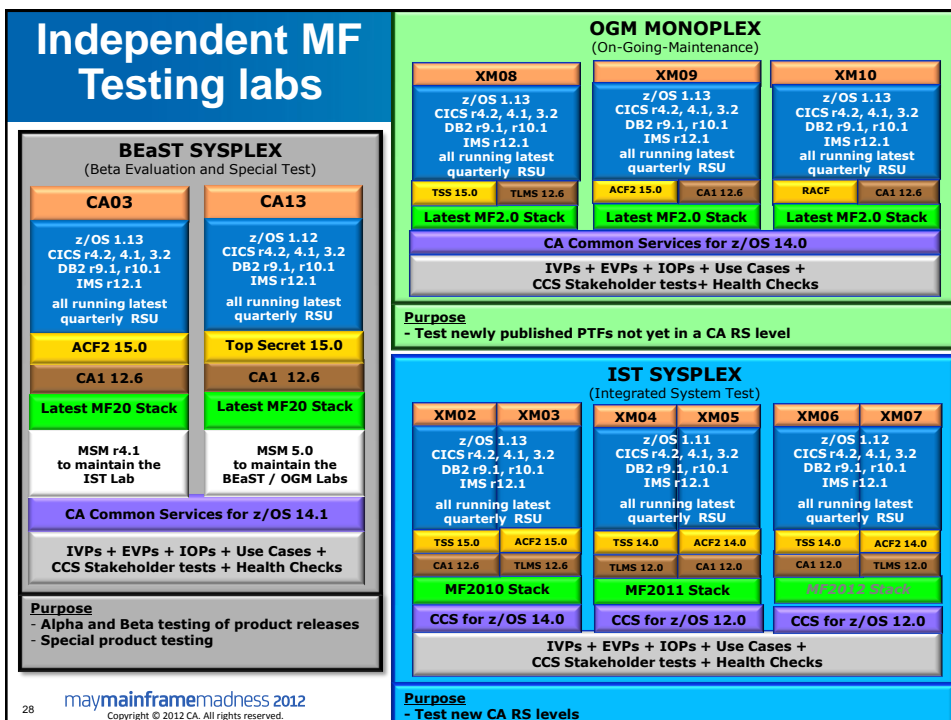 Independent MF
Testing labs
BEaST SYSPLEX
(Beta Evaluation and Special Test)
CA03
z/OS 1.13
CICS r4.2, 4.1, 3.2
DB2 r9.1, r10.1
IMS r12.1
all running latest
quarterly RSU
ACF2 15.0
CA1 12.6
Latest MF20 Stack
MSM r4.1
to maintain the
IST Lab
CA13
z/OS 1.12
CICS r4.2, 4.1, 3.2
DB2 r9.1, r10.1
IMS r12.1
all running latest
quarterly RSU
Top Secret 15.0
CA1 12.6
Latest MF20 Stack
MSM 5.0
to maintain the
BEaST / OGM Labs
CA Common Services for z/OS 14.1
IVPs + EVPs + IOPs + Use Cases +
CCS Stakeholder tests + Health Checks
Purpose
- Alpha and Beta testing of product releases
- Special product testing
28
maymainframemadness 2012
Copyright © 2012 CA. All rights reserved.
OGM MONOPLEX
(On-Going-Maintenance)
XM08
z/OS 1.13
CICS r4.2, 4.1, 3.2
DB2 r9.1, r10.1
IMS r12.1
all running latest
quarterly RSU
TSS 15.0
TLMS 12.6
Latest MF2.0 Stack
XM09
z/OS 1.13
CICS r4.2, 4.1, 3.2
DB2 r9.1, r10.1
IMS r12.1
all running latest
quarterly RSU
ACF2 15.0
CA1 12.6
Latest MF2.0 Stack
XM10
z/OS 1.13
CICS r4.2, 4.1, 3.2
DB2 r9.1, r10.1
IMS r12.1
all running latest
quarterly RSU
RACF
CA1 12.6
Latest MF2.0 Stack
CA Common Services for z/OS 14.0
IVPs + EVPs + IOPs + Use Cases +
CCS Stakeholder tests+ Health Checks
Purpose
- Test newly published PTFs not yet in a CA RS level
IST SYSPLEX
(Integrated System Test)
XM02
XM03
z/OS 1.13
CICS r4.2, 4.1, 3.2
DB2 r9.1, r10.1
IMS r12.1
all running latest
quarterly RSU
TSS 15.0
ACF2 15.0
CA1 12.6
TLMS 12.6
MF2010 Stack
CCS for z/OS 14.0
XM04
XM05
z/OS 1.11
CICS r4.2, 4.1, 3.2
DB2 r9.1, r10.1
IMS r12.1
all running latest
quarterly RSU
TSS 14.0
ACF2 14.0
TLMS 12.0
CA1 12.0
MF2011 Stack
CCS for z/OS 12.0
XM06
XM07
z/OS 1.12
CICS r4.2, 4.1, 3.2
DB2 r9.1, r10.1
IMS r12.1
all running latest
quarterly RSU
TSS 14.0
ACF2 14.0
CA1 12.0
TLMS 12.0
MF2012 Stack
CCS for z/OS 12.0
IVPs + EVPs + IOPs + Use Cases +
CCS Stakeholder tests + Health Checks
Purpose
- Test new CA RS levels